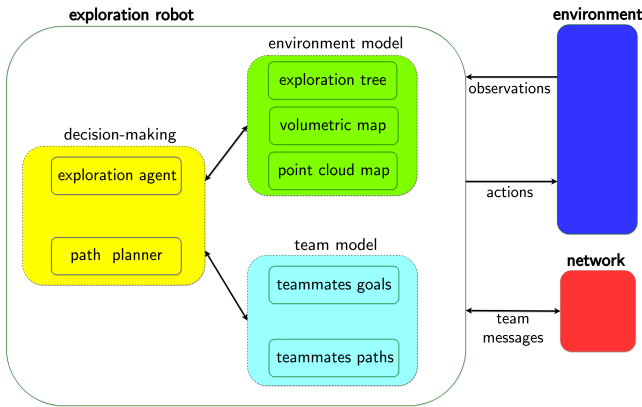 exploration robot
environment
environment model
exploration tree
observations
volumetric map
decision-making
point cloud map
exploration agent
actions
team model
path planner
network
teammates goals
team
messages
teammates paths